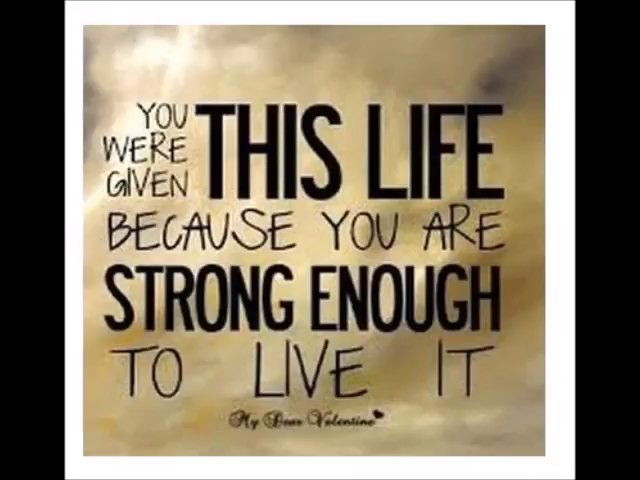 YOU WERE GIVEN THIS LIFE
BECAUSE YOU ARE
STRONG ENOUGH
TO LIVE IT
My Dear Valentine